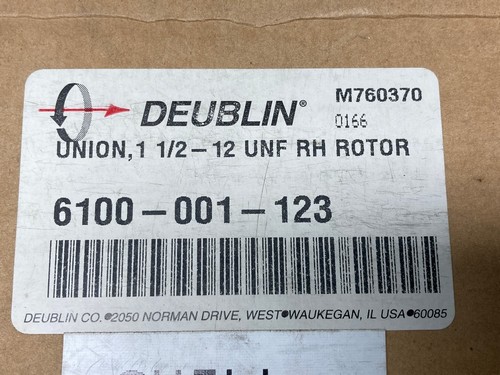 DEUBLIN® M760370
0166
UNION,1 1/2-12 UNF RH ROTOR
6100-001-123
DEUBLIN CO.•2050 NORMAN DRIVE, WEST•WAUKEGAN, IL USA•60085